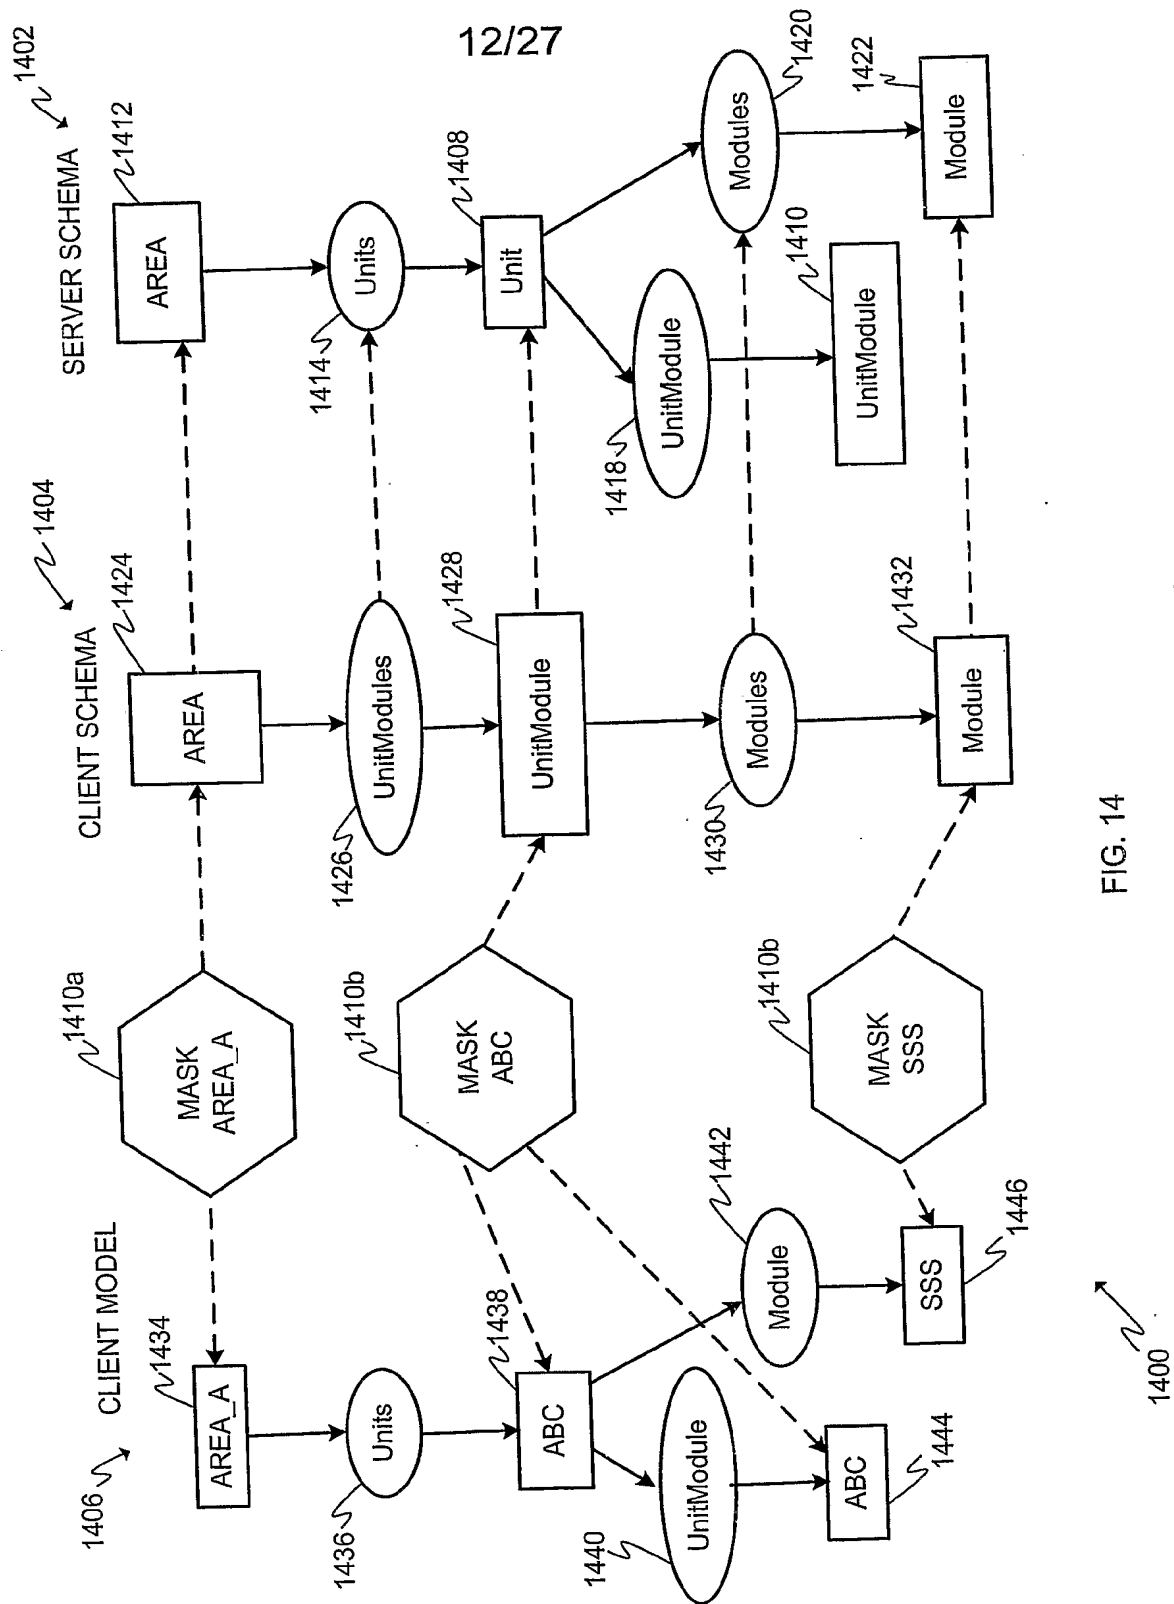 12/27
1406
CLIENT MODEL
CLIENT SCHEMA
1404
SERVER SCHEMA
1402
1434
AREA_A
1410a
MASK
AREA_A
1424
AREA
1412
AREA
1436
Units
1426
UnitModules
1414
Units
1438
ABC
1410b
MASK
ABC
1428
UnitModule
1408
Unit
1440
UnitModule
1442
Module
1430
Modules
1418
UnitModule
1420
Modules
1444
ABC
1446
SSS
1410b
MASK
SSS
1432
Module
1410
UnitModule
1422
Module
1400
FIG. 14